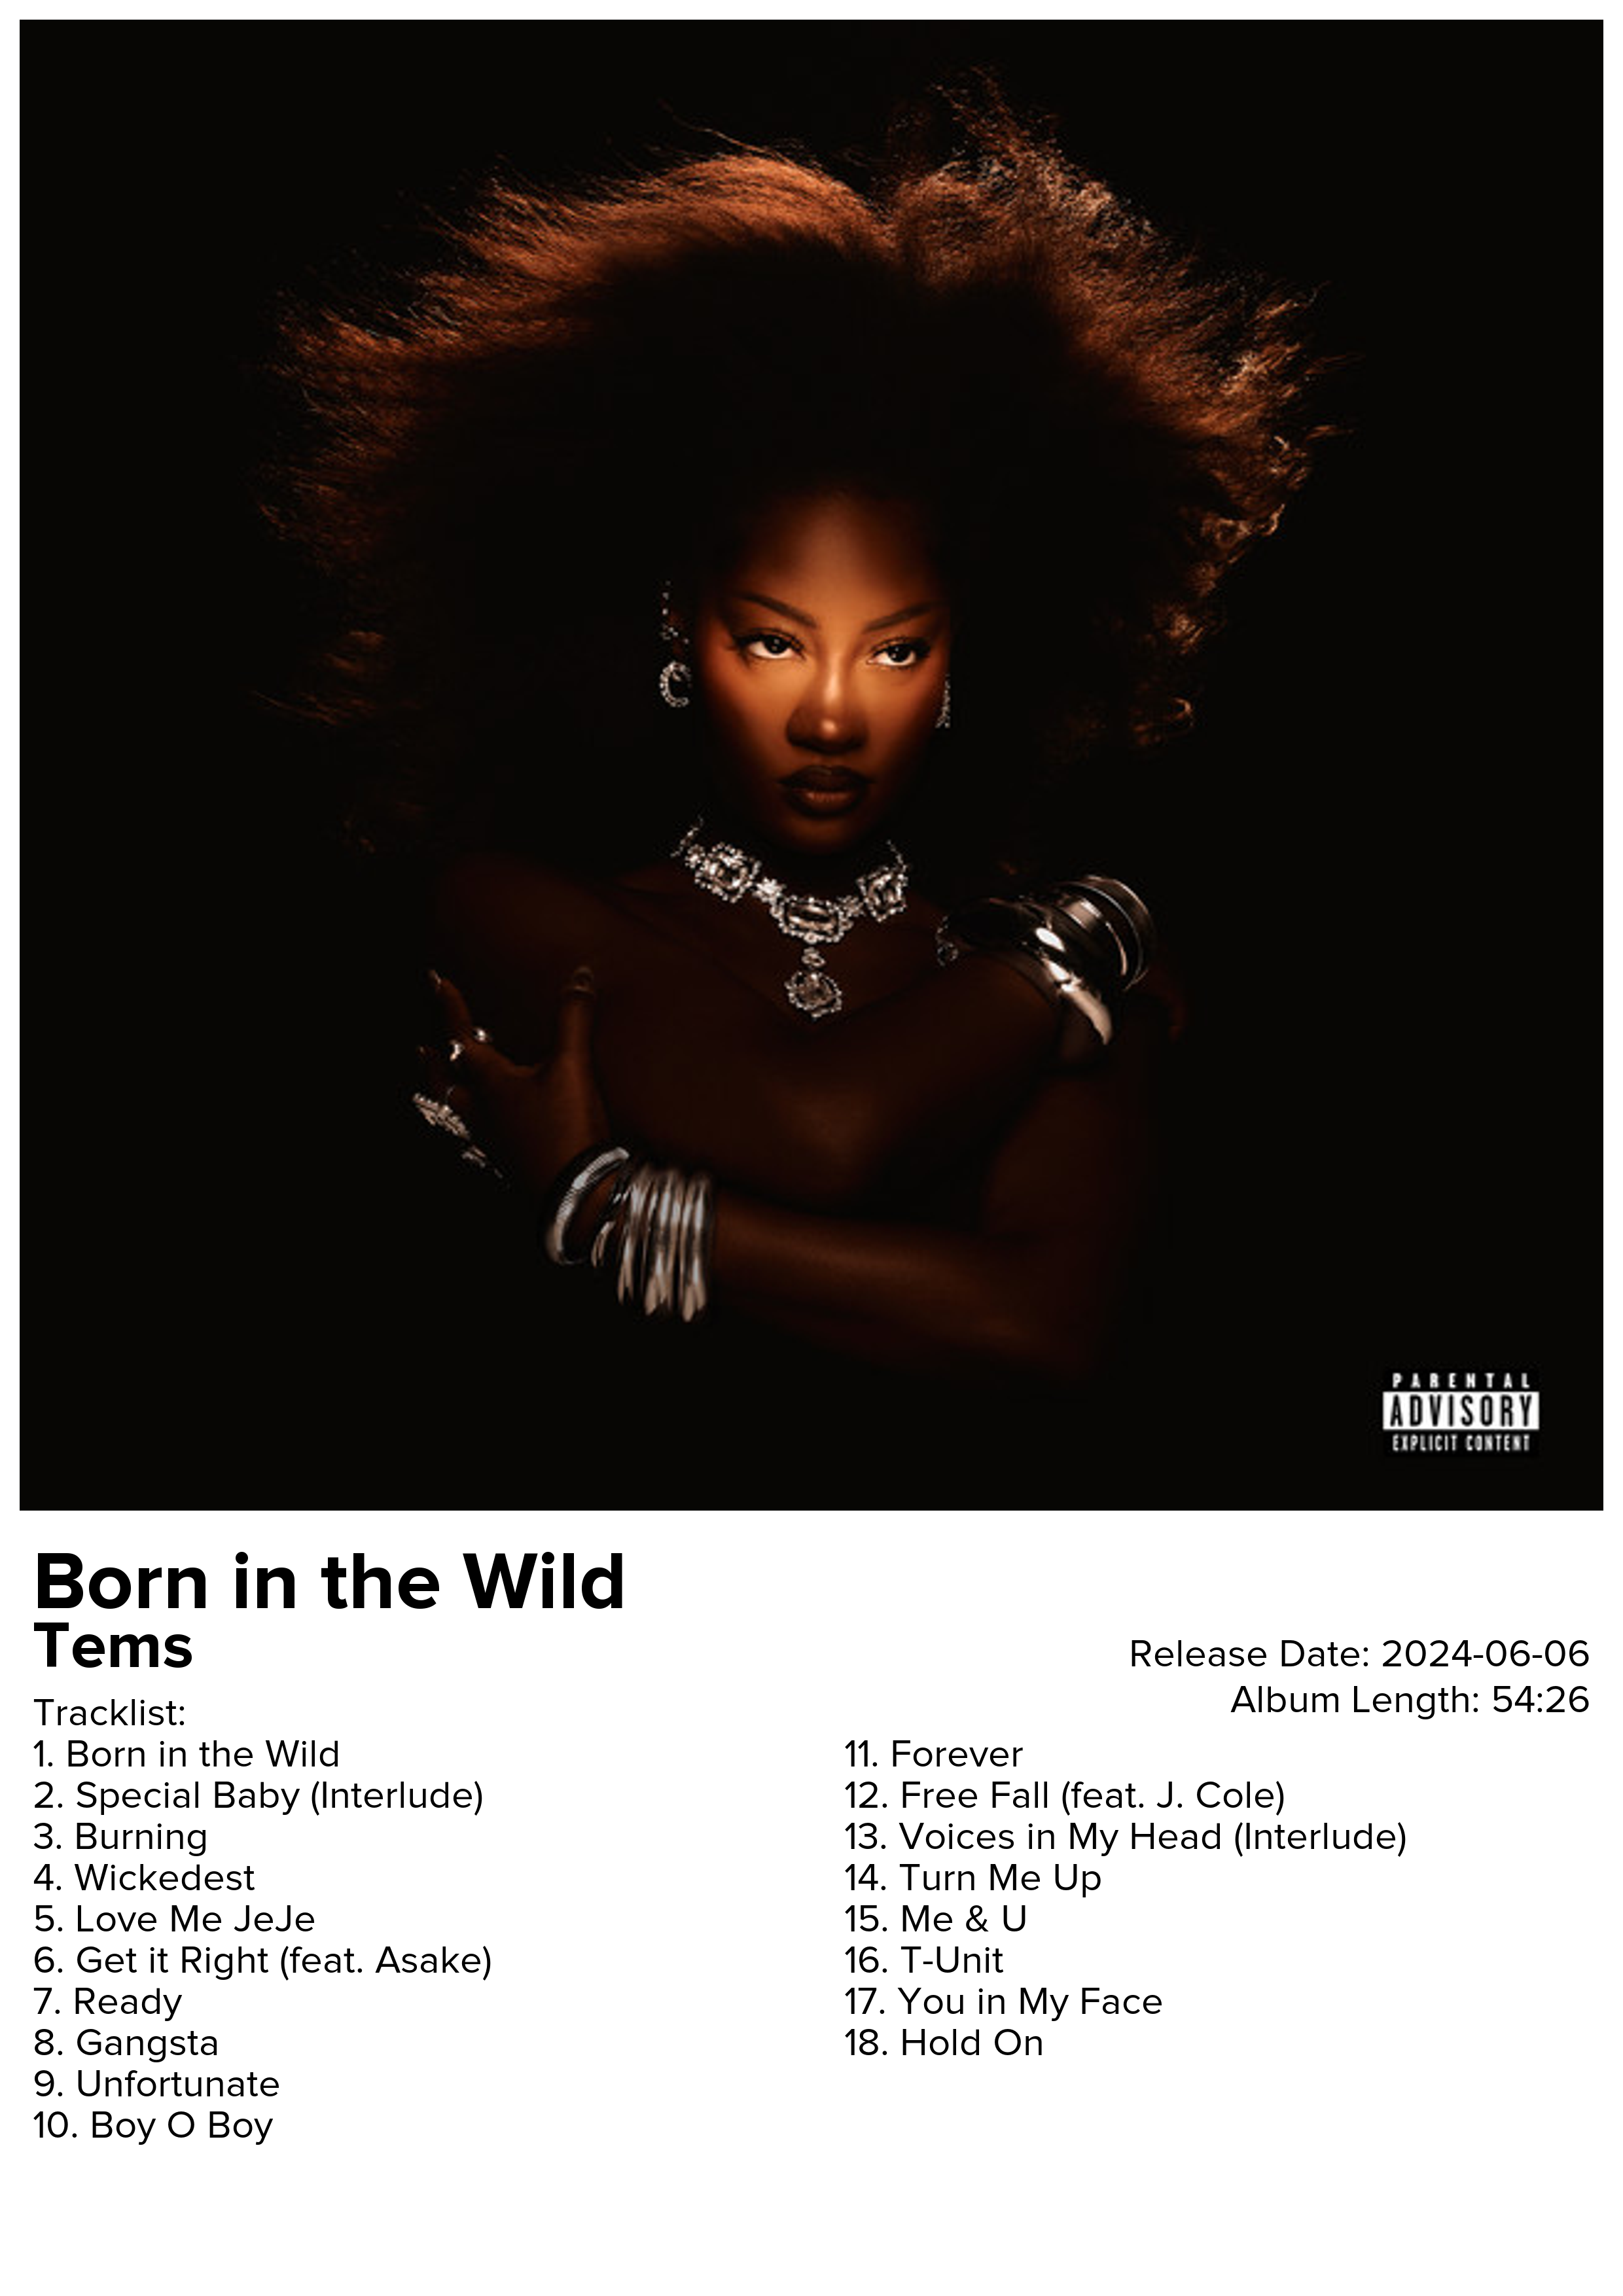 PARENTAL
ADVISORY
EXPLICIT CONTENT
Born in the Wild
Tems
Release Date: 2024-06-06
Album Length: 54:26
Tracklist:
1. Born in the Wild
2. Special Baby (Interlude)
3. Burning
4. Wickedest
5. Love Me JeJe
6. Get it Right (feat. Asake)
7. Ready
8. Gangsta
9. Unfortunate
10. Boy O Boy
11. Forever
12. Free Fall (feat. J. Cole)
13. Voices in My Head (Interlude)
14. Turn Me Up
15. Me & U
16. T-Unit
17. You in My Face
18. Hold On